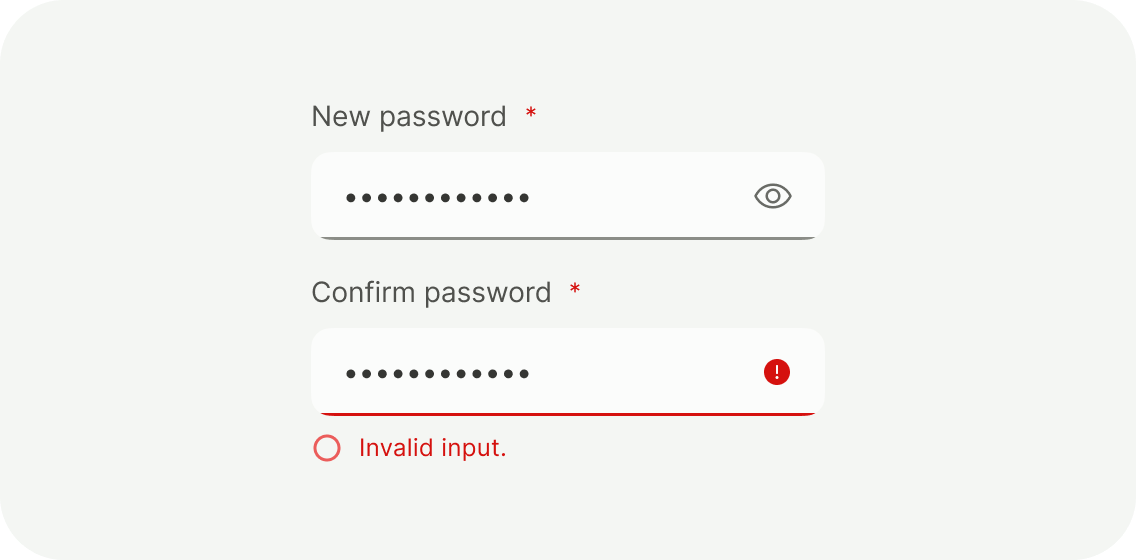 New password *
••••••••••••
Confirm password *
••••••••••••
Invalid input.